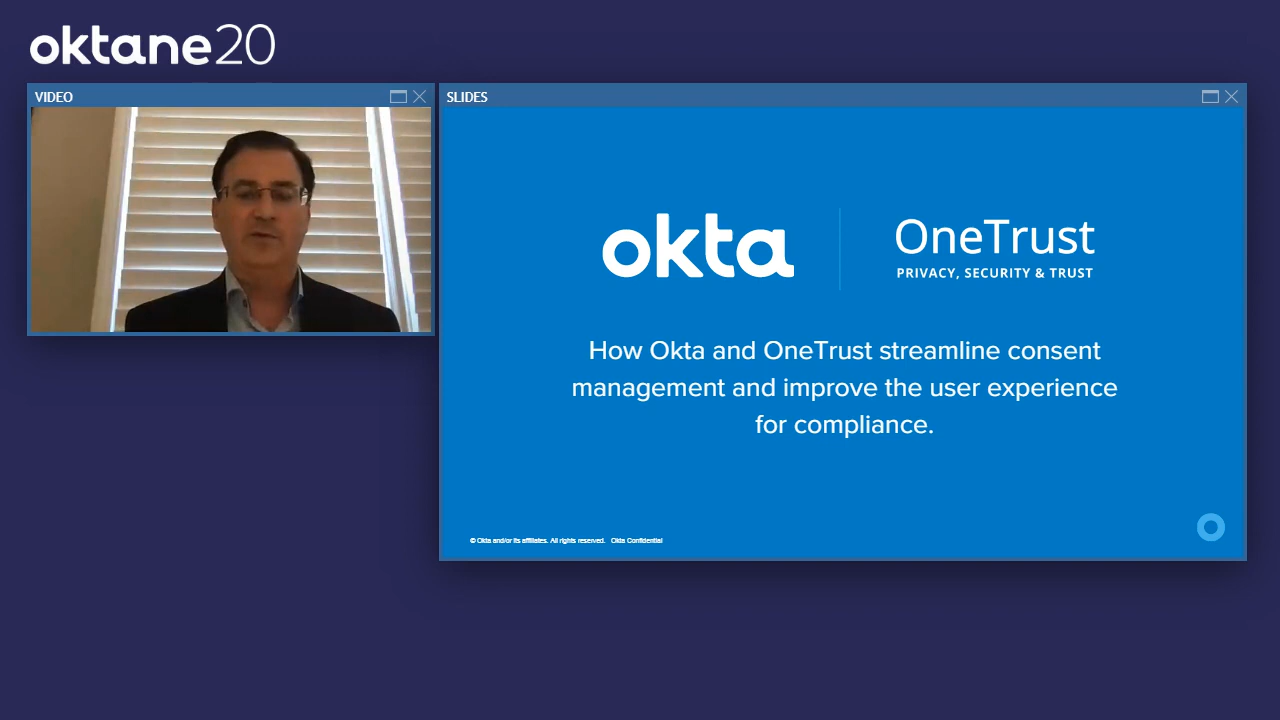 oktane20
VIDEO
SLIDES
okta
OneTrust
PRIVACY, SECURITY & TRUST
How Okta and OneTrust streamline consent
management and improve the user experience
for compliance.
© Okta and/or its affiliates. All rights reserved. Okta Confidential